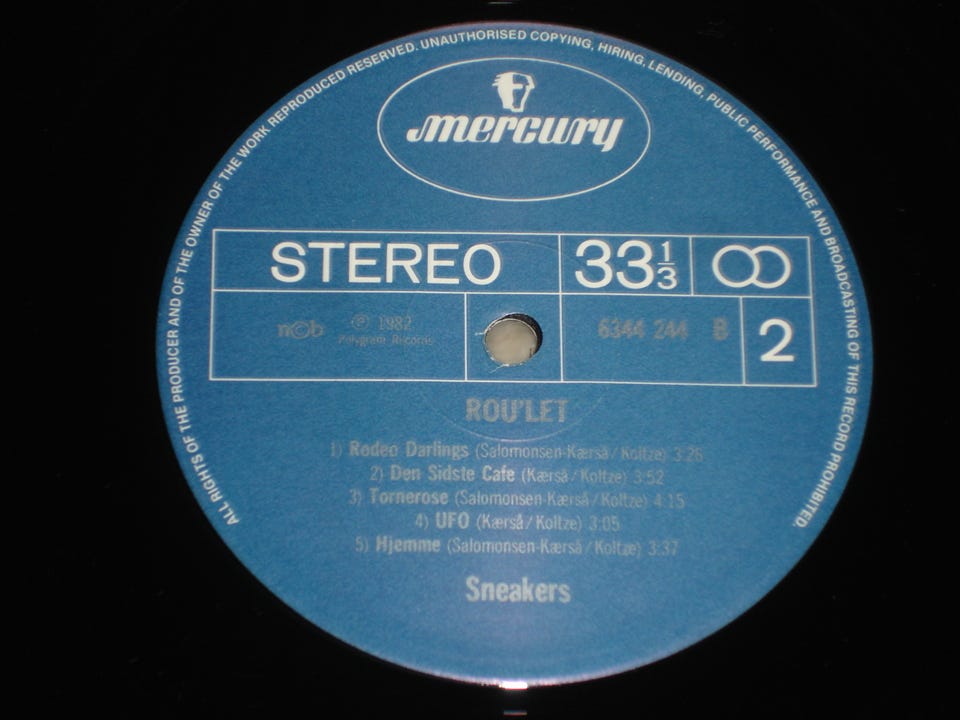 ALL RIGHTS OF THE PRODUCER AND OF THE OWNER OF THE WORK REPRODUCED RESERVED. UNAUTHORISED COPYING, HIRING, LENDING, PUBLIC PERFORMANCE AND BROADCASTING OF THIS RECORD PROHIBITED.
mercury
STEREO 33 1/3
n©b ℗ 1982 6344 244 B 2
Polygram Records
ROU'LET
1) Rodeo Darlings (Salomonsen-Kærså/Koltze) 3:26
2) Den Sidste Cafe (Kærså/Koltze) 3:52
3) Tornerose (Salomonsen-Kærså/Koltze) 4:15
4) UFO (Kærså/Koltze) 3:05
5) Hjemme (Salomonsen-Kærså/Koltze) 3:37
Sneakers